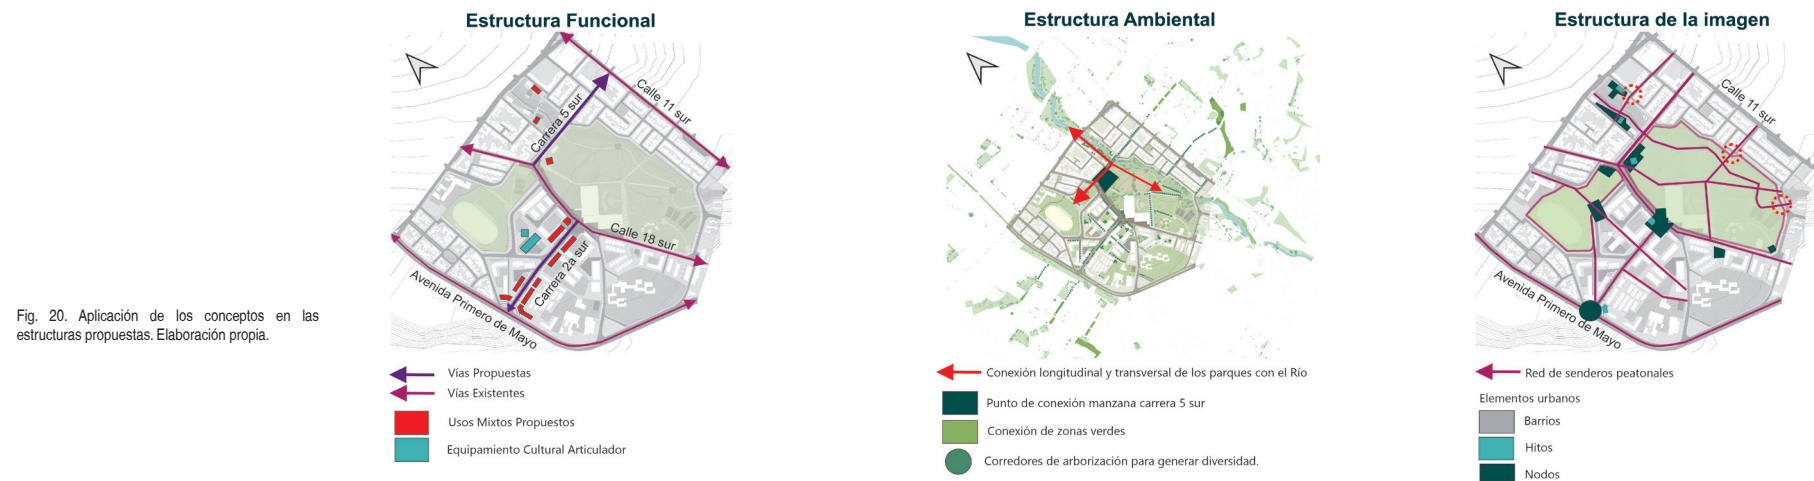 Fig. 20. Aplicación de los conceptos en las
estructuras propuestas. Elaboración propia.
Estructura Funcional
Calle 11 sur
Carrera 5 sur
Calle 18 sur
Carrera 2a sur
Avenida Primero de Mayo
Vías Propuestas
Vías Existentes
Usos Mixtos Propuestos
Equipamiento Cultural Articulador
Estructura Ambiental
Conexión longitudinal y transversal de los parques con el Río
Punto de conexión manzana carrera 5 sur
Conexión de zonas verdes
Corredores de arborización para generar diversidad.
Estructura de la imagen
Calle 11 sur
Avenida Primero de Mayo
Red de senderos peatonales
Elementos urbanos
Barrios
Hitos
Nodos